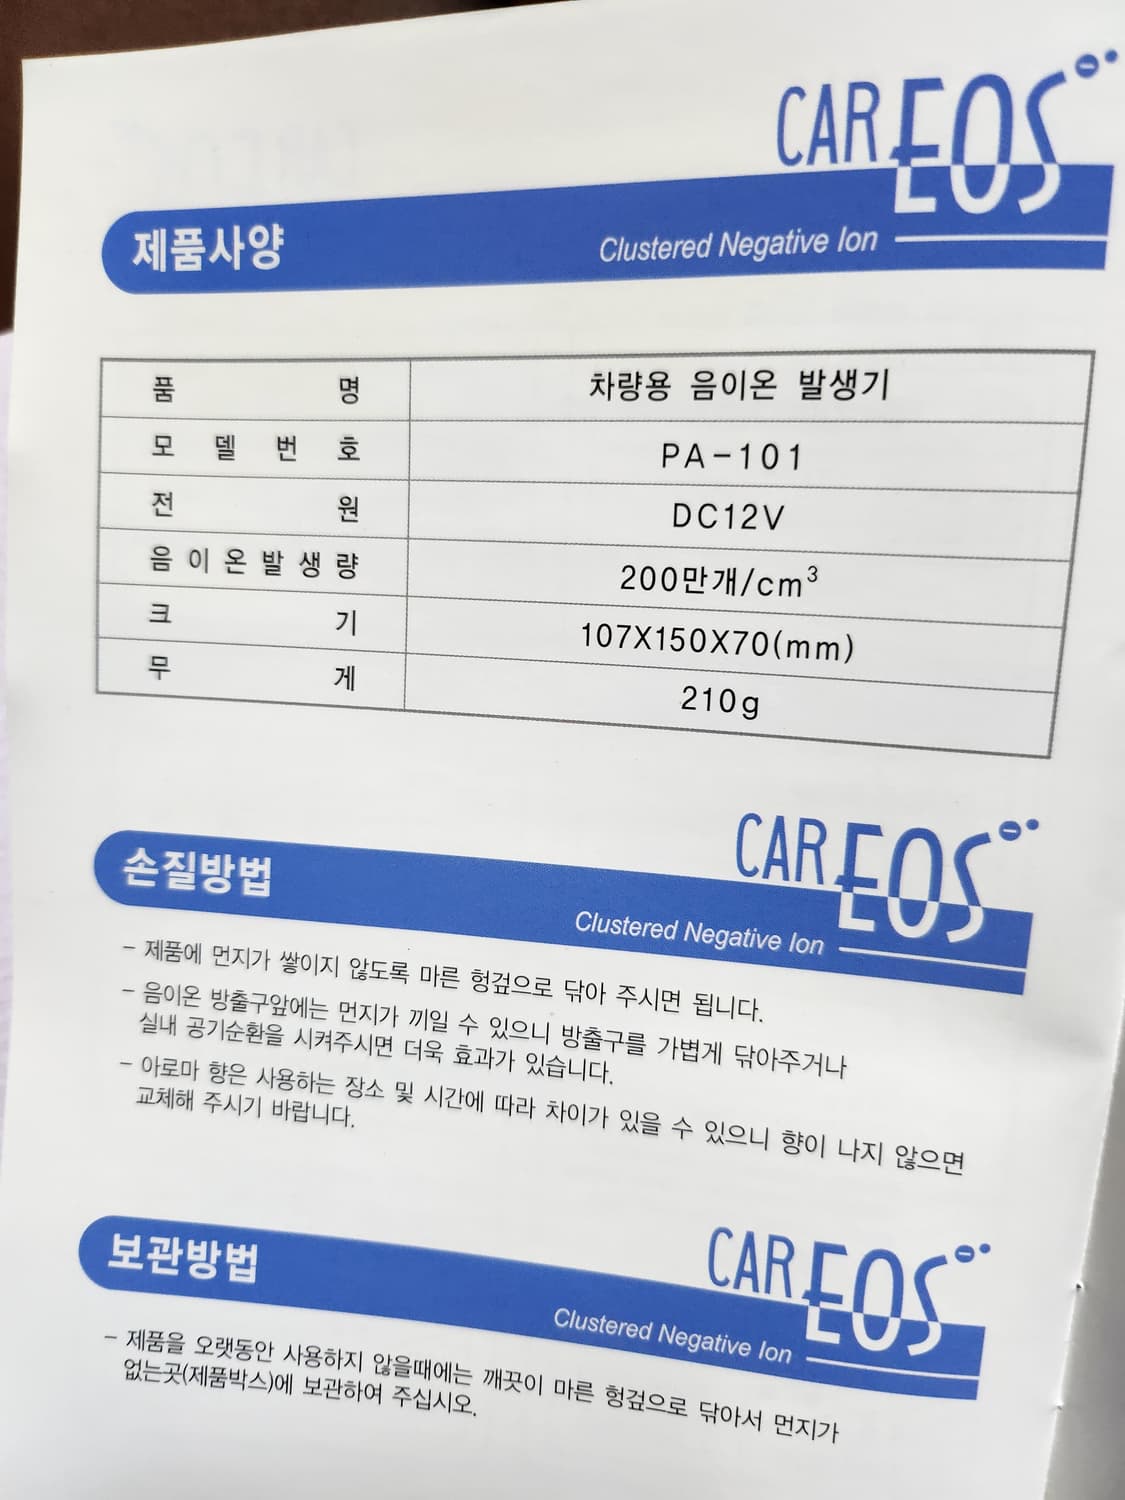 CAR EOS
제품사양
Clustered Negative Ion
품 명 차량용 음이온 발생기
모 델 번 호 PA-101
전 원 DC12V
음 이 온 발 생 량 200만개/cm³
크 기 107X150X70(mm)
무 게 210g
CAR EOS
손질방법
Clustered Negative Ion
- 제품에 먼지가 쌓이지 않도록 마른 헝겊으로 닦아 주시면 됩니다.
- 음이온 방출구앞에는 먼지가 끼일 수 있으니 방출구를 가볍게 닦아주거나
실내 공기순환을 시켜주시면 더욱 효과가 있습니다.
- 아로마 향은 사용하는 장소 및 시간에 따라 차이가 있을 수 있으니 향이 나지 않으면
교체해 주시기 바랍니다.
CAR EOS
보관방법
Clustered Negative Ion
- 제품을 오랫동안 사용하지 않을때에는 깨끗이 마른 헝겊으로 닦아서 먼지가
없는곳(제품박스)에 보관하여 주십시오.